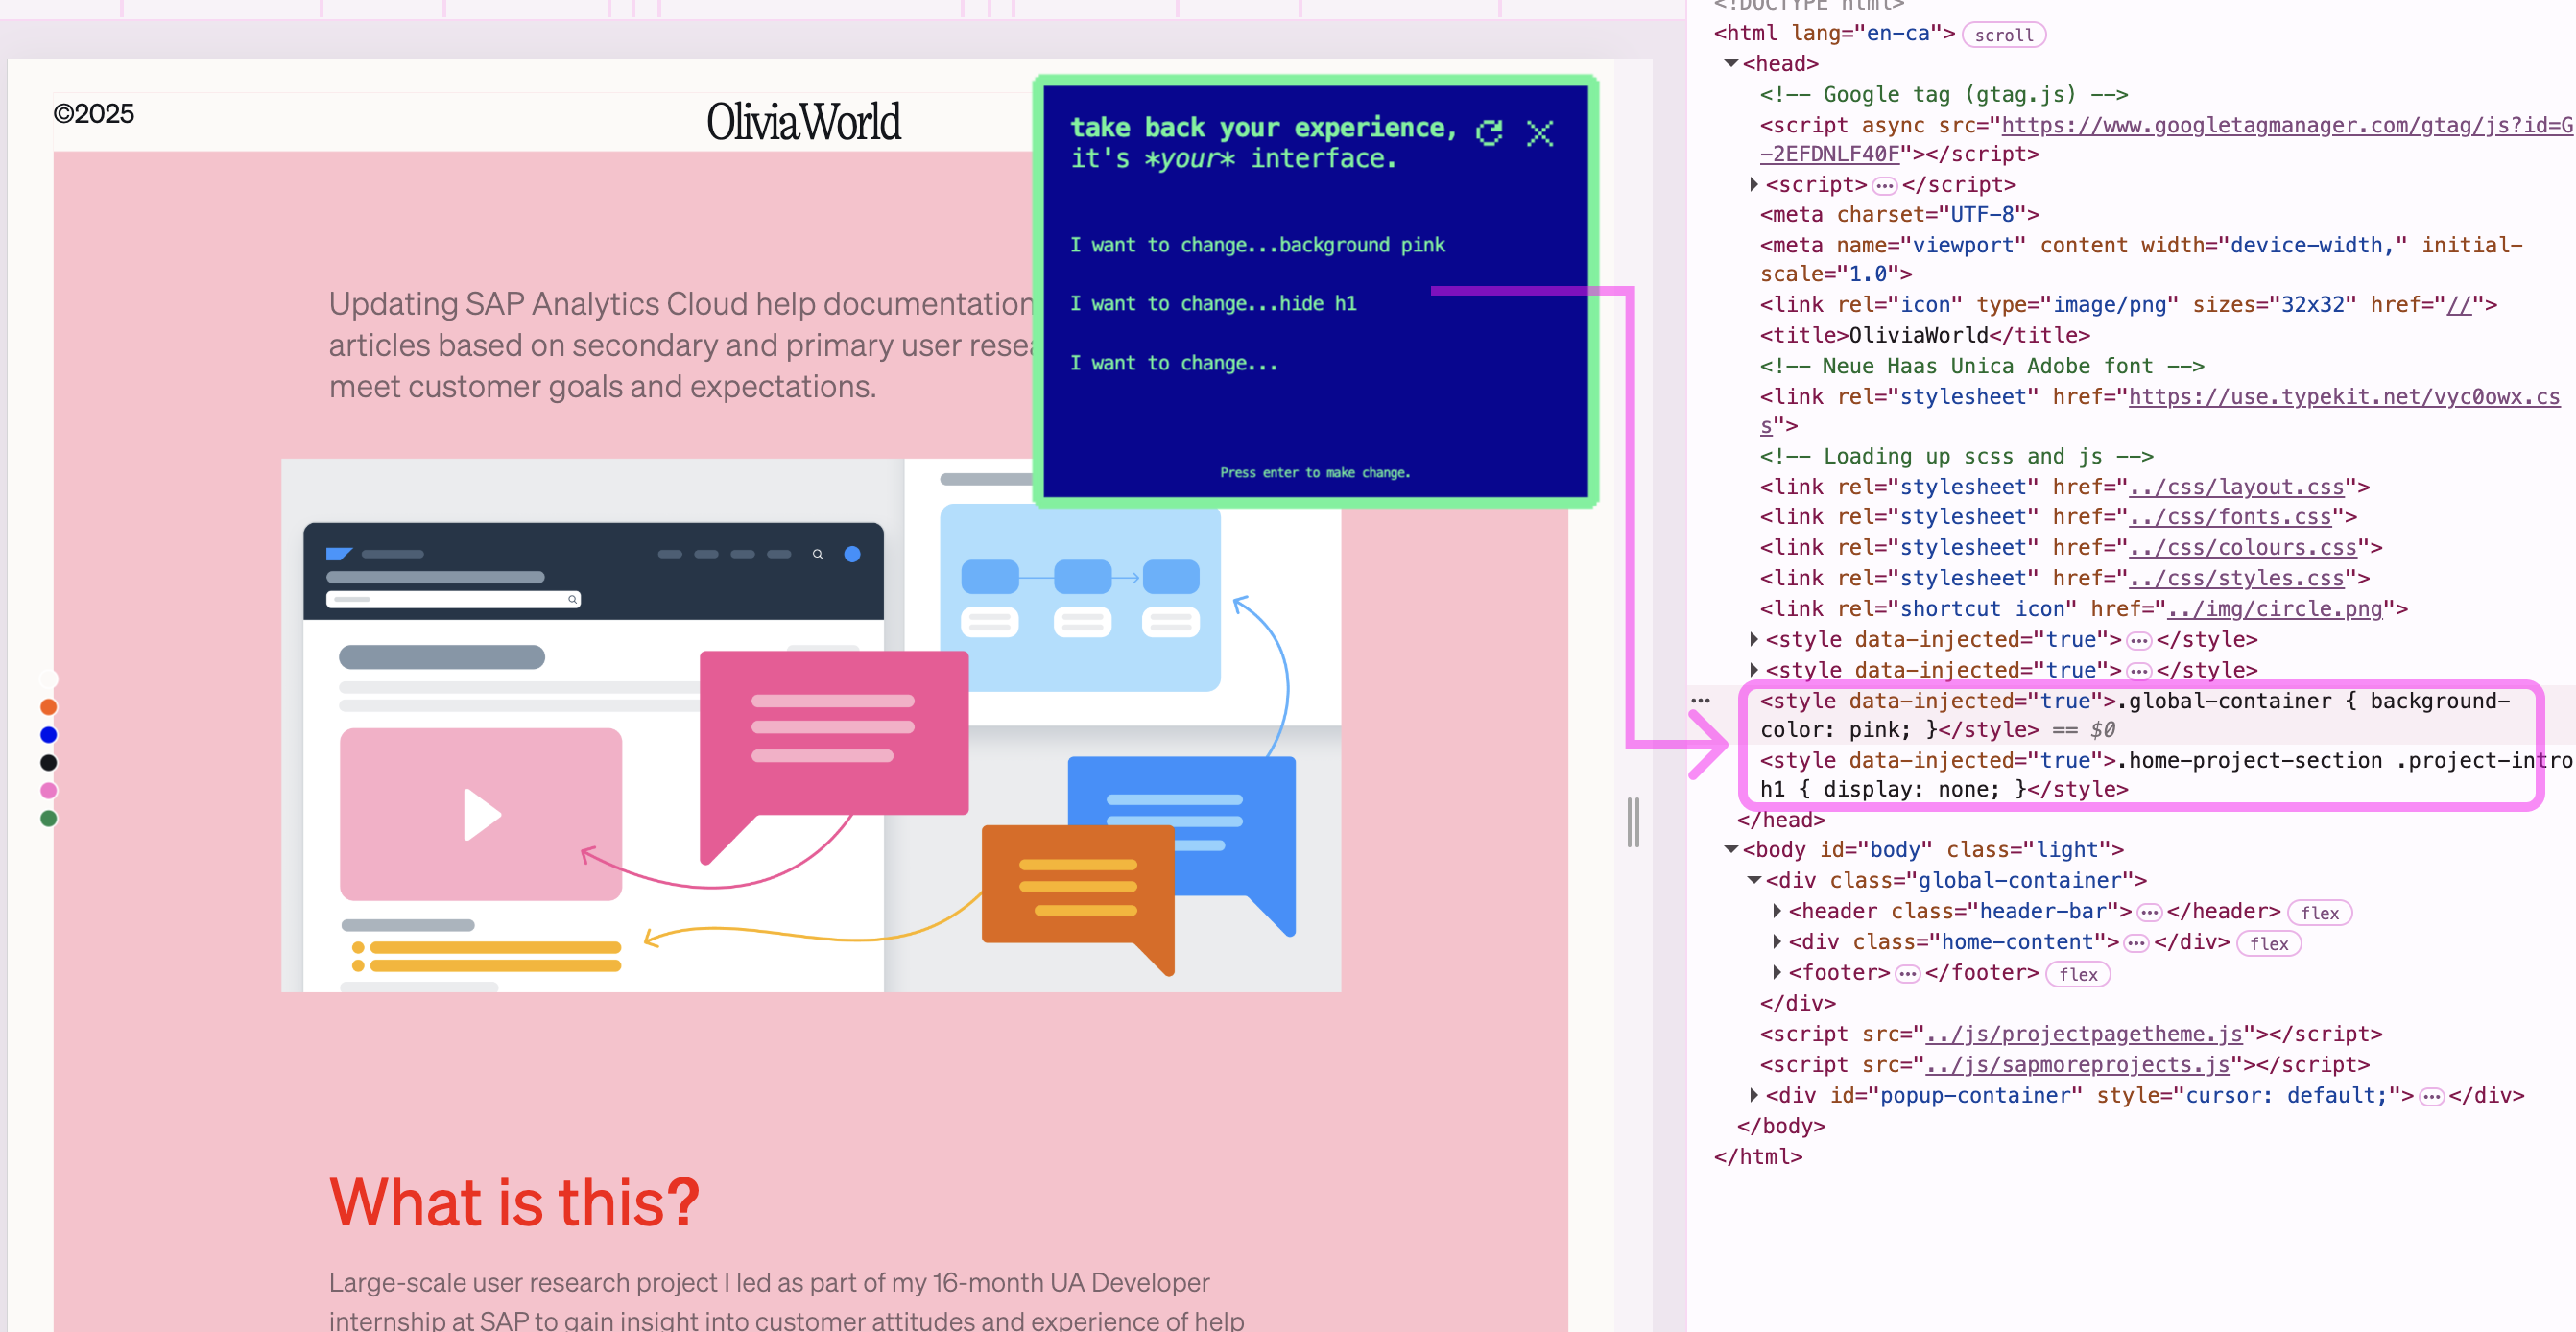 ©2025
OliviaWorld
Updating SAP Analytics Cloud help documentation
articles based on secondary and primary user
meet customer goals and expectations.
take back your experience,
it's *your* interface.
I want to change...background pink
I want to change...hide h1
I want to change...
Press enter to make change.
What is this?
Large-scale user research project I led as part of my 16-month UA Developer
internship at SAP to gain insight into customer attitudes and experience of help
<!DOCTYPE html>
<html lang="en-ca"> scroll
<head>
<!-- Google tag (gtag.js) -->
<script async src="https://www.googletagmanager.com/gtag/js?id=G
-2EFDNLF40F"></script>
<script> ••• </script>
<meta charset="UTF-8">
<meta name="viewport" content width="device-width," initial-
scale="1.0">
<link rel="icon" type="image/png" sizes="32x32" href="//">
<title>OliviaWorld</title>
<!-- Neue Haas Unica Adobe font -->
<link rel="stylesheet" href="https://use.typekit.net/vyc0owx.cs
s">
<!-- Loading up scss and js -->
<link rel="stylesheet" href="../css/layout.css">
<link rel="stylesheet" href="../css/fonts.css">
<link rel="stylesheet" href="../css/colours.css">
<link rel="stylesheet" href="../css/styles.css">
<link rel="shortcut icon" href="../img/circle.png">
<style data-injected="true"> ••• </style>
<style data-injected="true"> ••• </style>
<style data-injected="true">.global-container { background-
color: pink; }</style> == $0
<style data-injected="true">.home-project-section .project-intro
h1 { display: none; }</style>
</head>
<body id="body" class="light">
<div class="global-container">
<header class="header-bar"> ••• </header> flex
<div class="home-content"> ••• </div> flex
<footer> ••• </footer> flex
</div>
<script src="../js/projectpagetheme.js"></script>
<script src="../js/sapmoreprojects.js"></script>
<div id="popup-container" style="cursor: default;"> ••• </div>
</body>
</html>